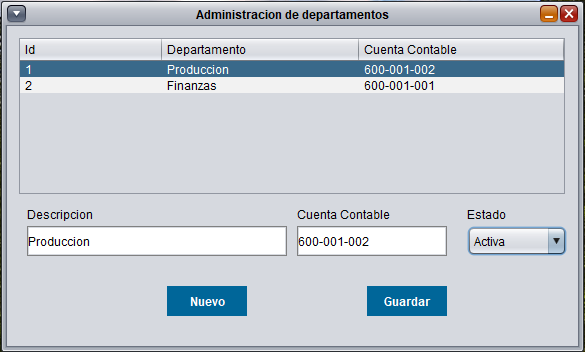 Administracion de departamentos
Id Departamento Cuenta Contable
1 Produccion 600-001-002
2 Finanzas 600-001-001
Descripcion Cuenta Contable Estado
Produccion 600-001-002 Activa
Nuevo Guardar